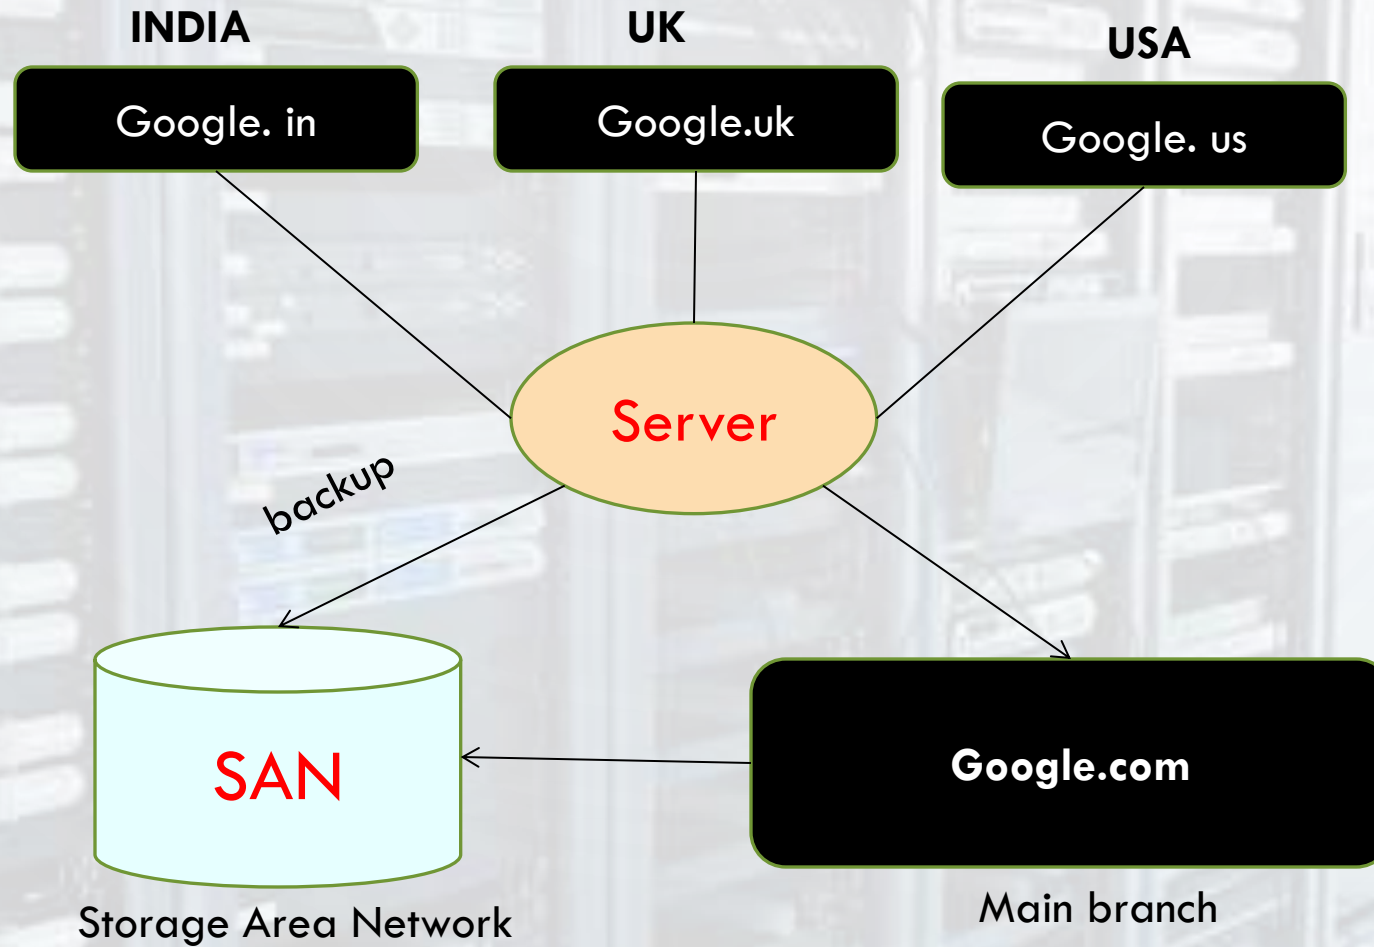 INDIA
UK
USA
Google. in
Google.uk
Google. us
Server
backup
SAN
Google.com
Storage Area Network
Main branch